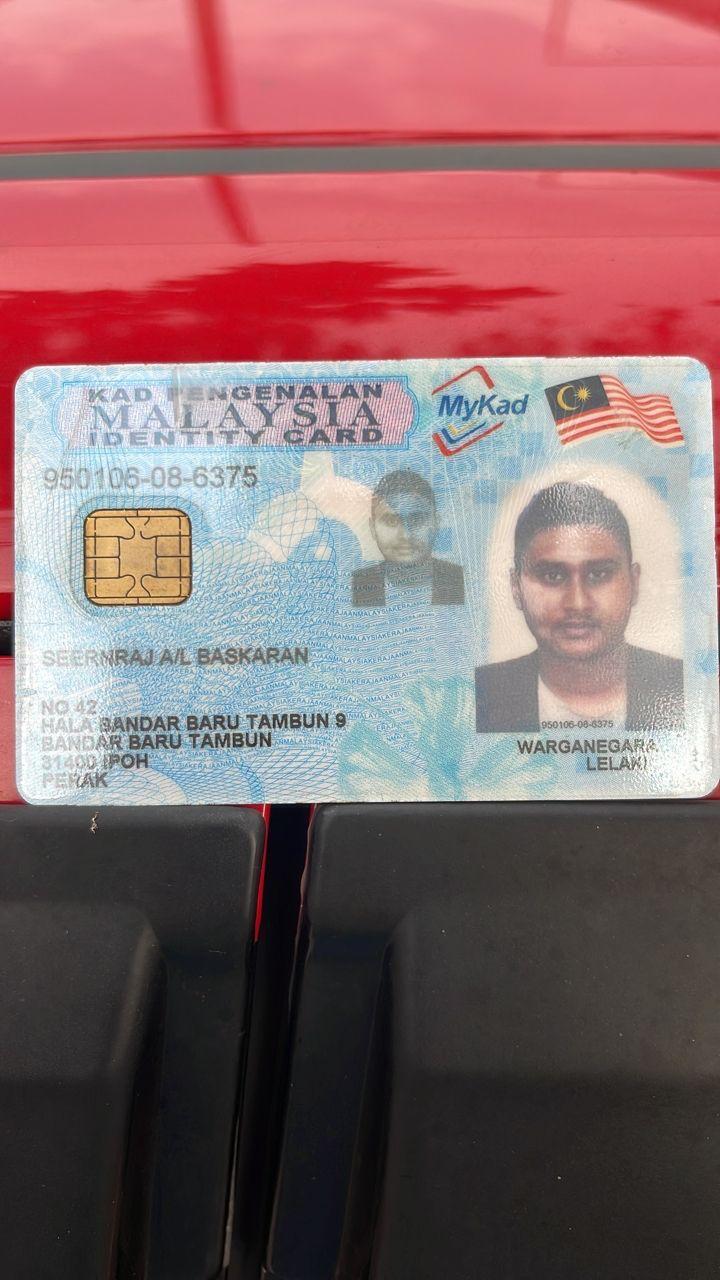 KAD PENGENALAN
MALAYSIA
IDENTITY CARD
MyKad
950106-08-6375
SEERNRAJ A/L BASKARAN
NO 42
HALA BANDAR BARU TAMBUN 9
BANDAR BARU TAMBUN
31400 IPOH
PERAK
950106-08-6375
WARGANEGARA
LELAKI